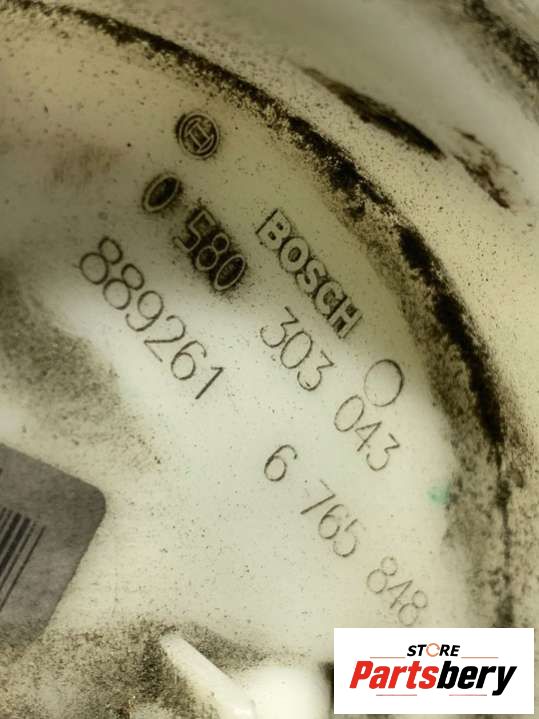 BOSCH
0 580 303 043
889261 6 765 848
STORE
Partsbery